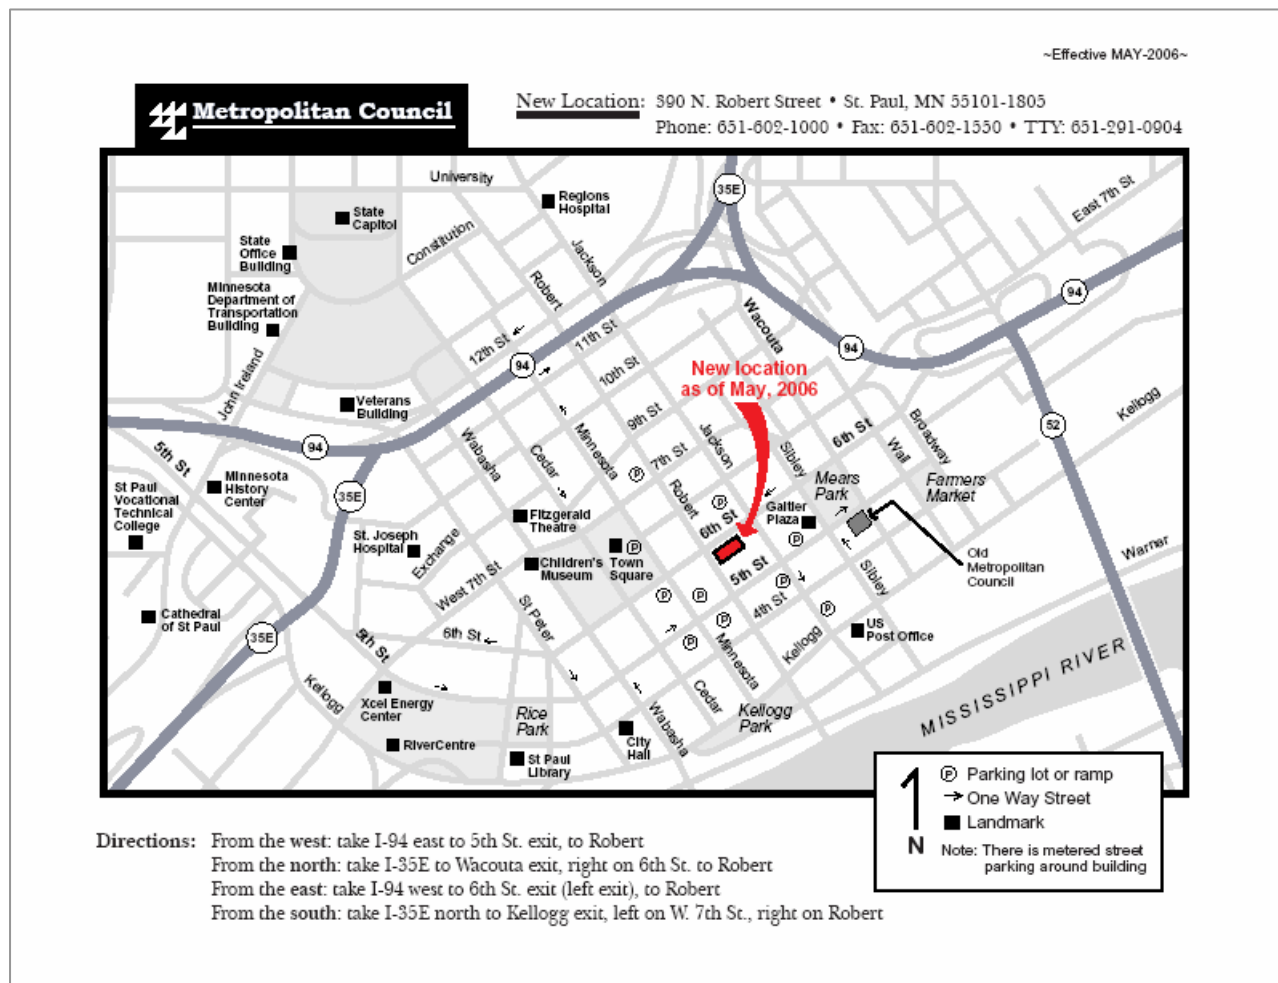 ~Effective MAY-2006~
Metropolitan Council
New Location: 390 N. Robert Street • St. Paul, MN 55101-1805
Phone: 651-602-1000 • Fax: 651-602-1550 • TTY: 651-291-0904
University
35E
East 7th St
Regions
Hospital
State
Capitol
Constitution
State
Office
Building
Jackson
Robert
Minnesota
Department of
Transportation
Building
94
Wacouta
12th St
11th St
94
94
10th St
New location
as of May, 2006
John Ireland
Veterans
Building
9th St
Kellogg
Broadway
52
6th St
Wall
94
5th St
Wabasha
Cedar
Minnesota
7th St
Jackson
Sibley
Mears
Park
Farmers
Market
Minnesota
History
Center
35E
St Paul
Vocational
Technical
College
P
Robert
P
6th St
Galtier
Plaza
Fitzgerald
Theatre
St. Joseph
Hospital
Exchange
Town
Square
P
P
5th St
Old
Metropolitan
Council
Warner
Children's
Museum
West 7th St
Sibley
P
P
P
4th St
P
P
P
St Peter
Cathedral
of St Paul
35E
6th St
5th St
Minnesota
Kellogg
US
Post Office
MISSISSIPPI RIVER
Kellogg
Xcel Energy
Center
Rice
Park
Cedar
Wabasha
Kellogg
Park
RiverCentre
City
Hall
St Paul
Library
N
P Parking lot or ramp
One Way Street
Landmark
Note: There is metered street
parking around building
Directions: From the west: take I-94 east to 5th St. exit, to Robert
From the north: take I-35E to Wacouta exit, right on 6th St. to Robert
From the east: take I-94 west to 6th St. exit (left exit), to Robert
From the south: take I-35E north to Kellogg exit, left on W. 7th St., right on Robert